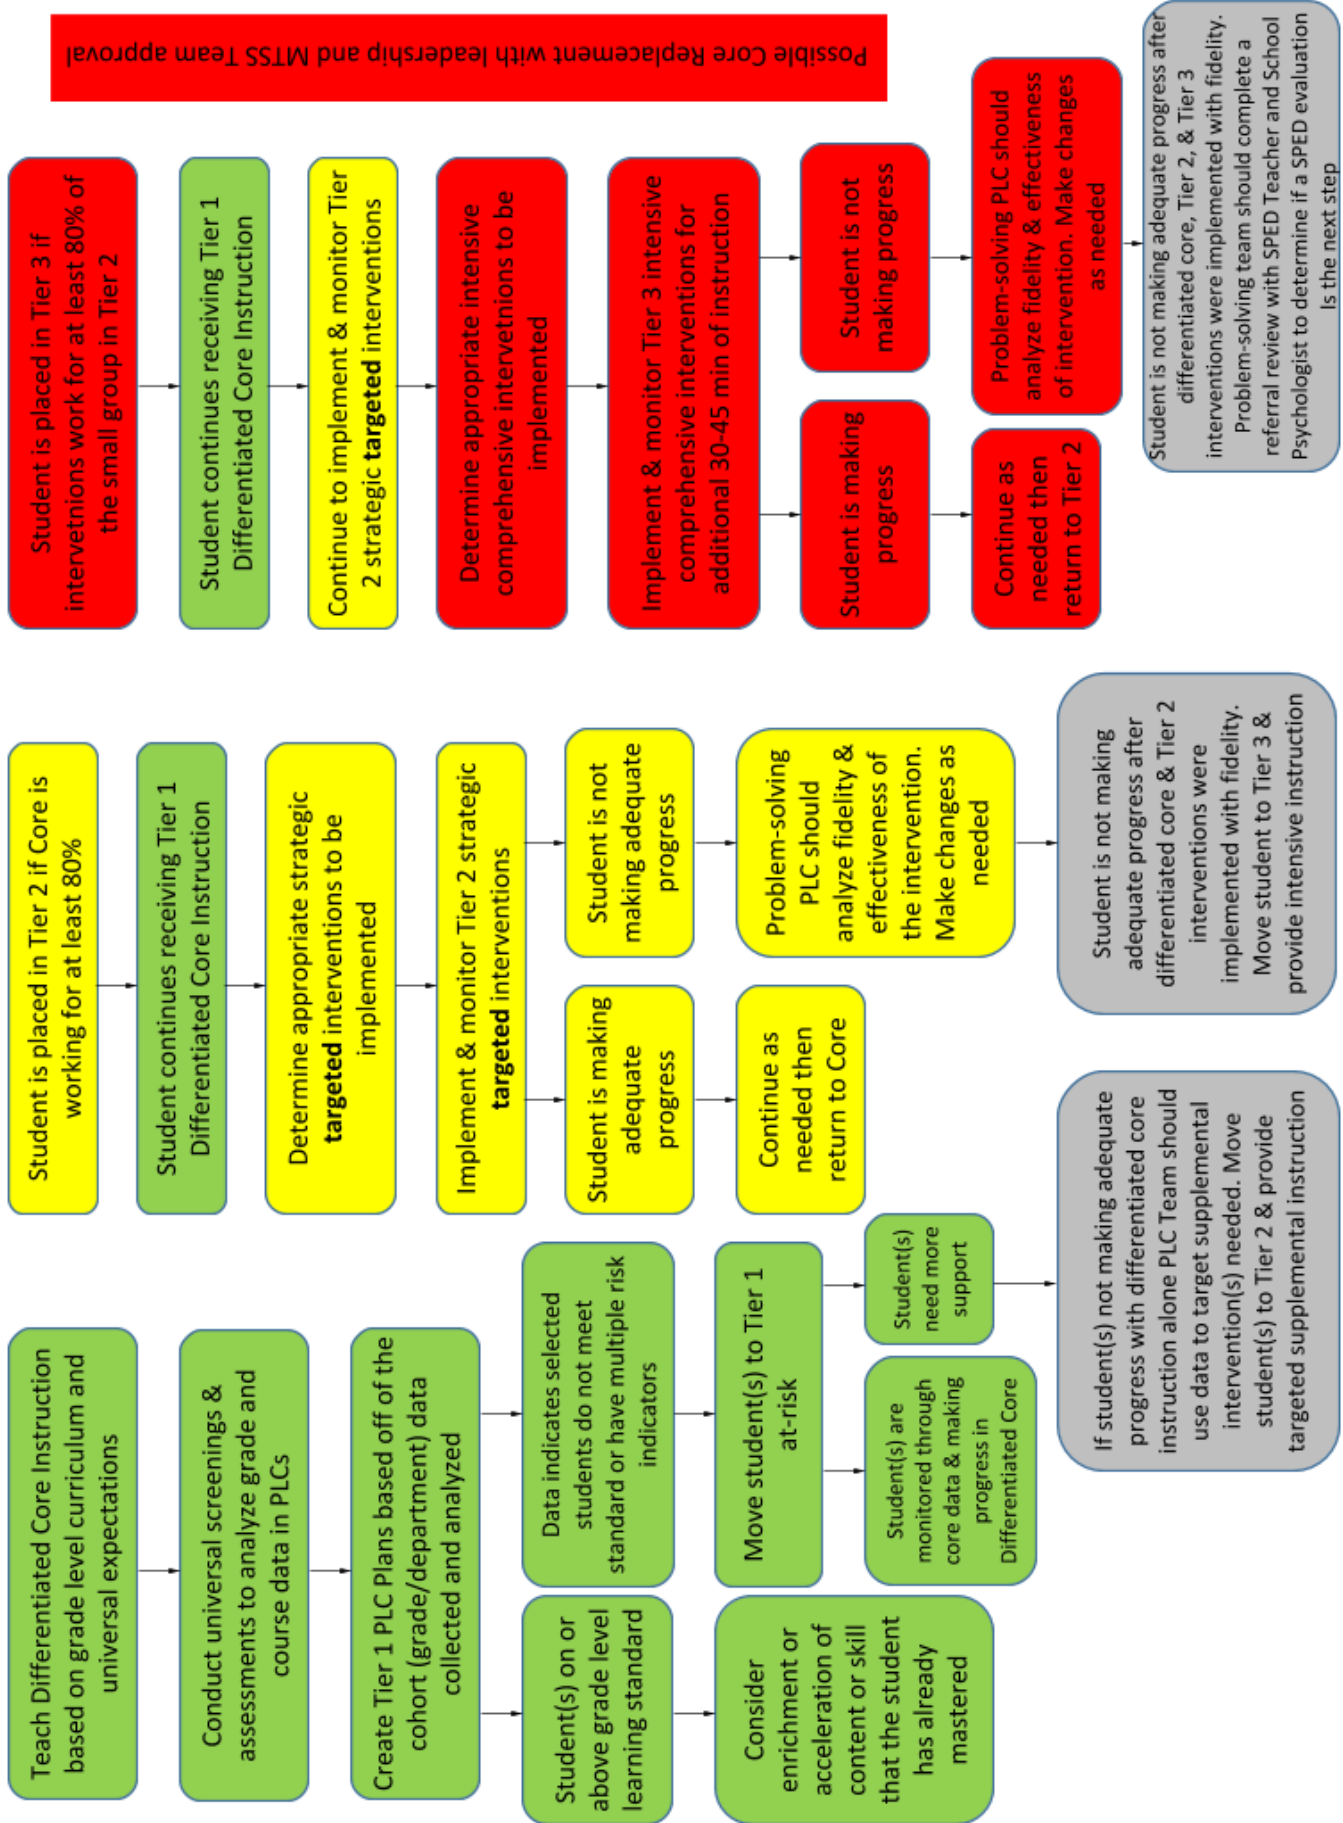 Teach Differentiated Core Instruction
based on grade level curriculum and
universal expectations
Conduct universal screenings &
assessments to analyze grade and
course data in PLCs
Create Tier 1 PLC Plans based off of the
cohort (grade/department) data
collected and analyzed
Student(s) on or
above grade level
learning standard
Consider
enrichment or
acceleration of
content or skill
that the student
has already
mastered
Data indicates selected
students do not meet
standard or have multiple risk
indicators
Move student(s) to Tier 1
at-risk
Student(s) are
monitored through
core data & making
progress in
Differentiated Core
Student(s)
need more
support
If student(s) not making adequate
progress with differentiated core
instruction alone PLC Team should
use data to target supplemental
intervention(s) needed. Move
student(s) to Tier 2 & provide
targeted supplemental instruction
Student is placed in Tier 2 if Core is
working for at least 80%
Student continues receiving Tier 1
Differentiated Core Instruction
Determine appropriate strategic
targeted interventions to be
implemented
Implement & monitor Tier 2 strategic
targeted interventions
Student is making
adequate
progress
Continue as
needed then
return to Core
Student is not
making adequate
progress
Problem-solving
PLC should
analyze fidelity &
effectiveness of
the intervention.
Make changes as
needed
Student is not making
adequate progress after
differentiated core & Tier 2
interventions were
implemented with fidelity.
Move student to Tier 3 &
provide intensive instruction
Student is placed in Tier 3 if
intervetnions work for at least 80% of
the small group in Tier 2
Student continues receiving Tier 1
Differentiated Core Instruction
Continue to implement & monitor Tier
2 strategic targeted interventions
Determine appropriate intensive
comprehensive intervetnions to be
implemented
Implement & monitor Tier 3 intensive
comprehensive interventions for
additional 30-45 min of instruction
Student is making
progress
Continue as
needed then
return to Tier 2
Student is not
making progress
Problem-solving PLC should
analyze fidelity & effectiveness
of intervention. Make changes
as needed
Student is not making adequate progress after
differentiated core, Tier 2, & Tier 3
interventions were implemented with fidelity.
Problem-solving team should complete a
referral review with SPED Teacher and School
Psychologist to determine if a SPED evaluation
Is the next step
Possible Core Replacement with leadership and MTSS Team approval